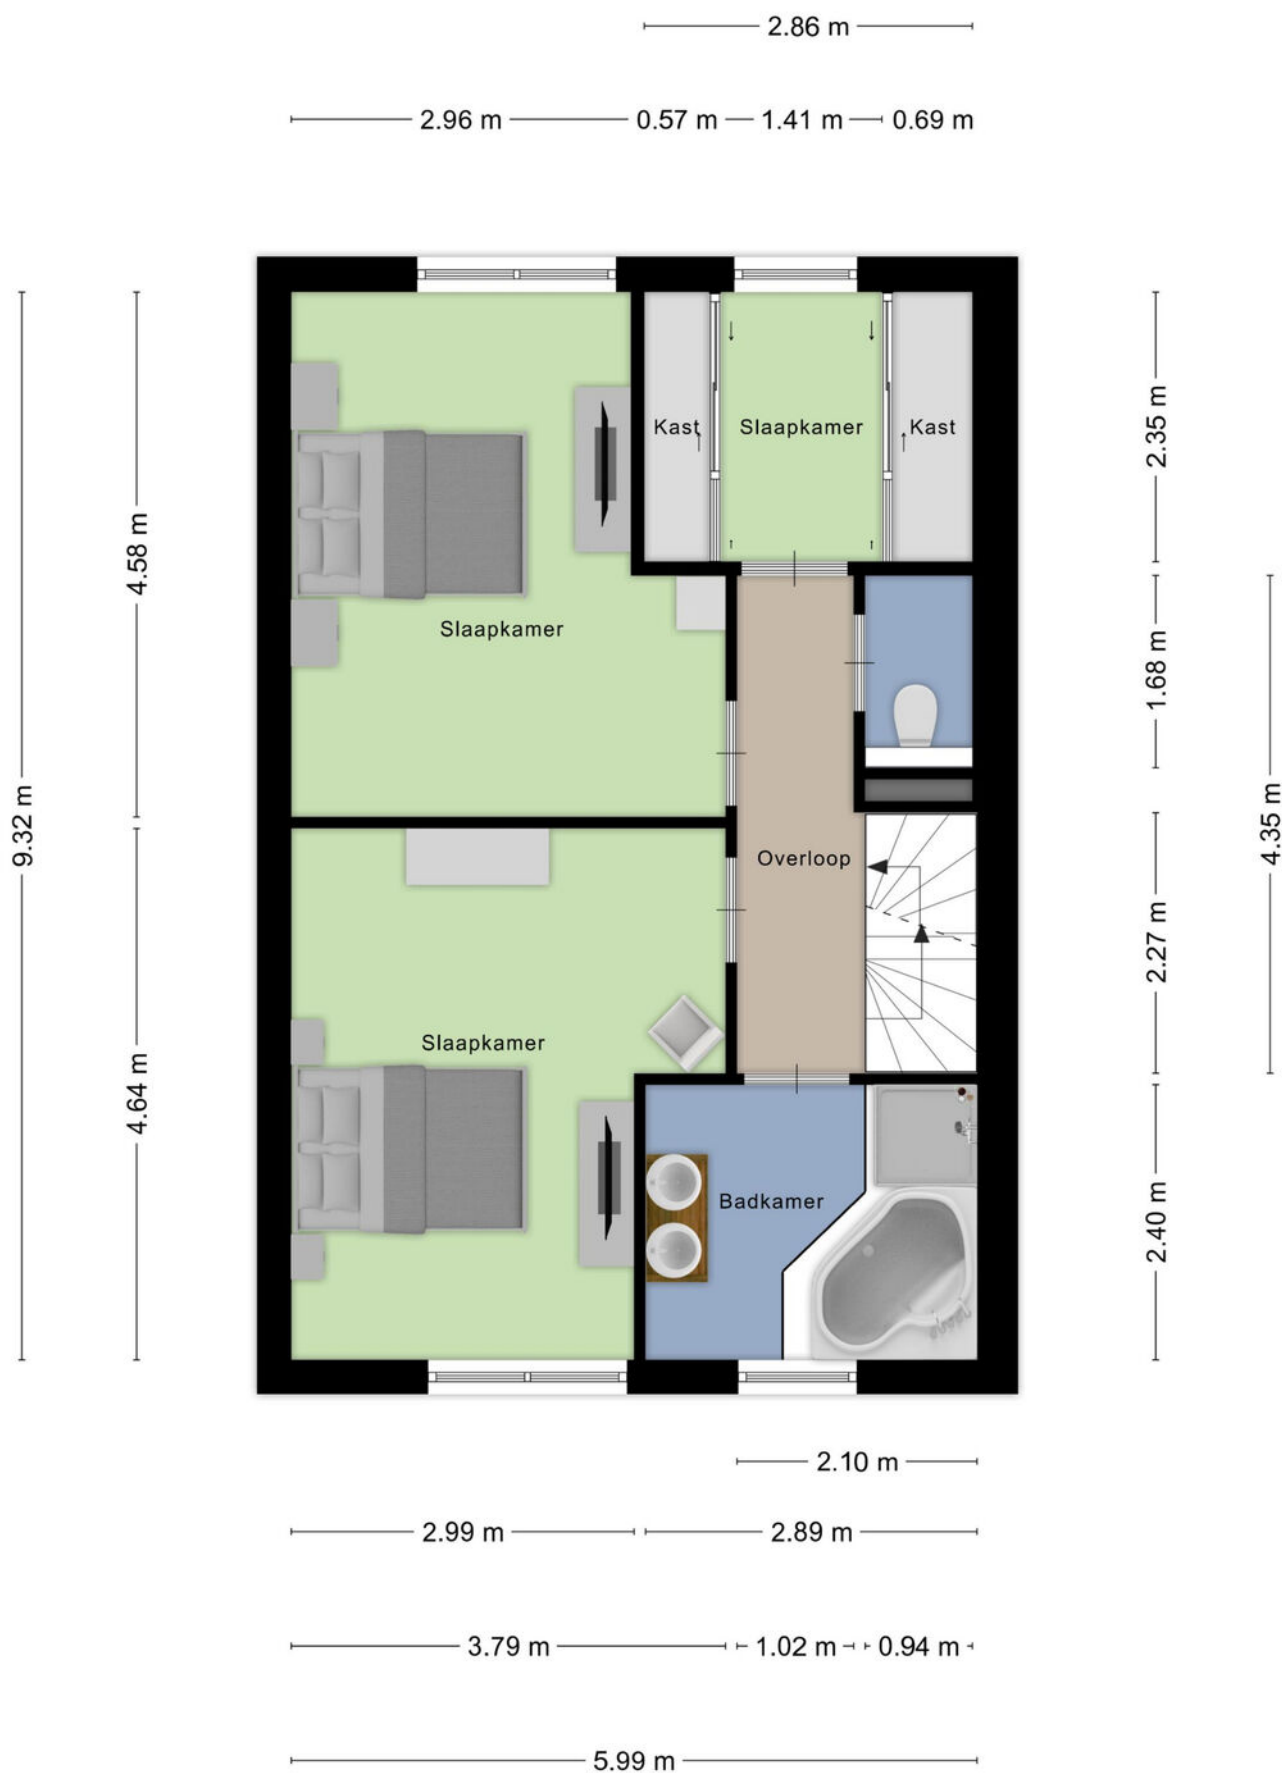 2.86 m
2.96 m 0.57 m 1.41 m 0.69 m
Kast Slaapkamer Kast
2.35 m
4.58 m
Slaapkamer
1.68 m
9.32 m
4.35 m
Overloop
2.27 m
Slaapkamer
4.64 m
Badkamer
2.40 m
2.10 m
2.99 m 2.89 m
3.79 m 1.02 m 0.94 m
5.99 m